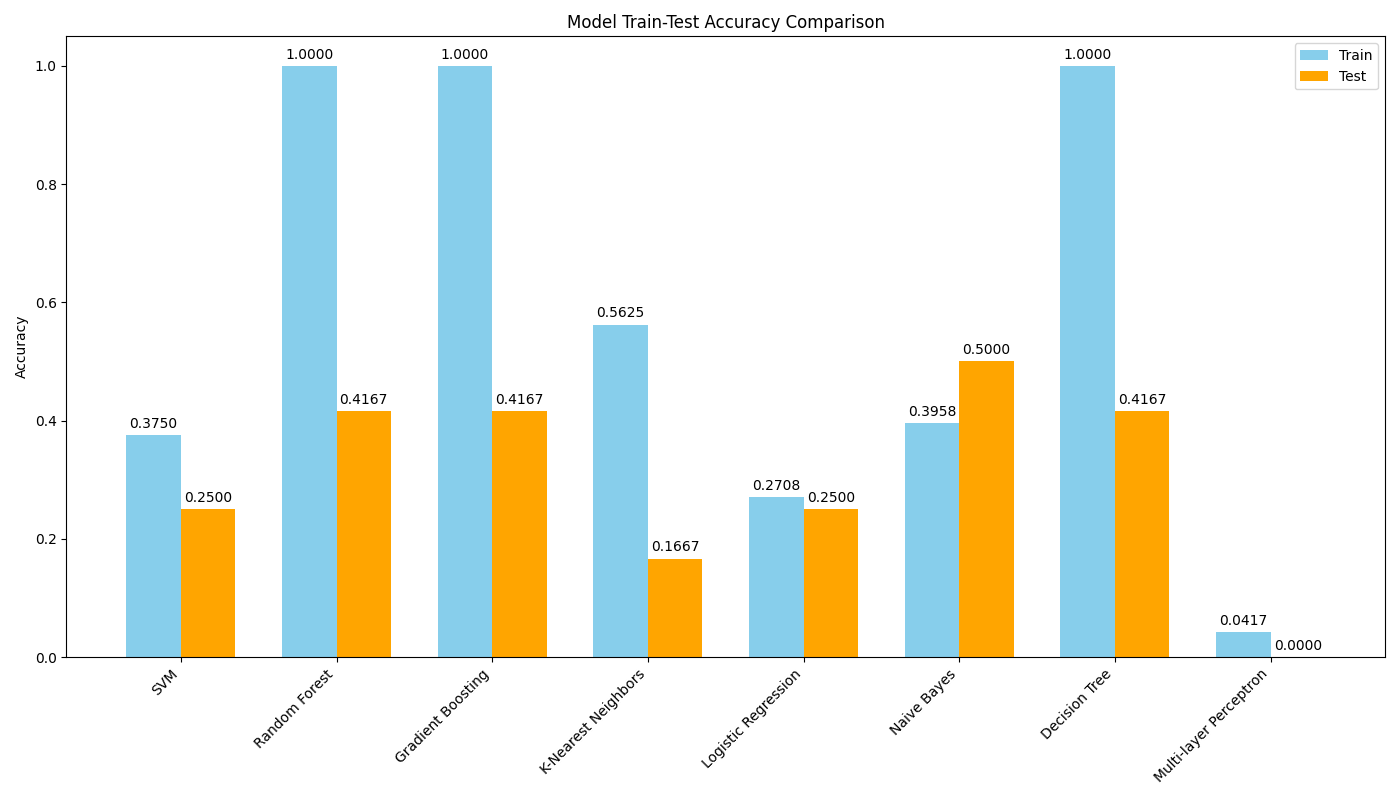 Model Train-Test Accuracy Comparison
Train
Test
Accuracy
1.0
0.8
0.6
0.4
0.2
0.0
0.3750
0.2500
1.0000
0.4167
1.0000
0.4167
0.5625
0.1667
0.2708
0.2500
0.3958
0.5000
1.0000
0.4167
0.0417
0.0000
SVM
Random Forest
Gradient Boosting
K-Nearest Neighbors
Logistic Regression
Naive Bayes
Decision Tree
Multi-layer Perceptron